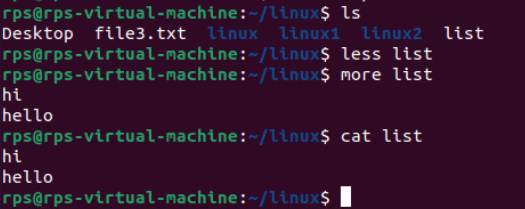 rps@rps-virtual-machine:~/linux$ ls
Desktop  file3.txt  linux  linux1  linux2  list
rps@rps-virtual-machine:~/linux$ less list
rps@rps-virtual-machine:~/linux$ more list
hi
hello
rps@rps-virtual-machine:~/linux$ cat list
hi
hello
rps@rps-virtual-machine:~/linux$